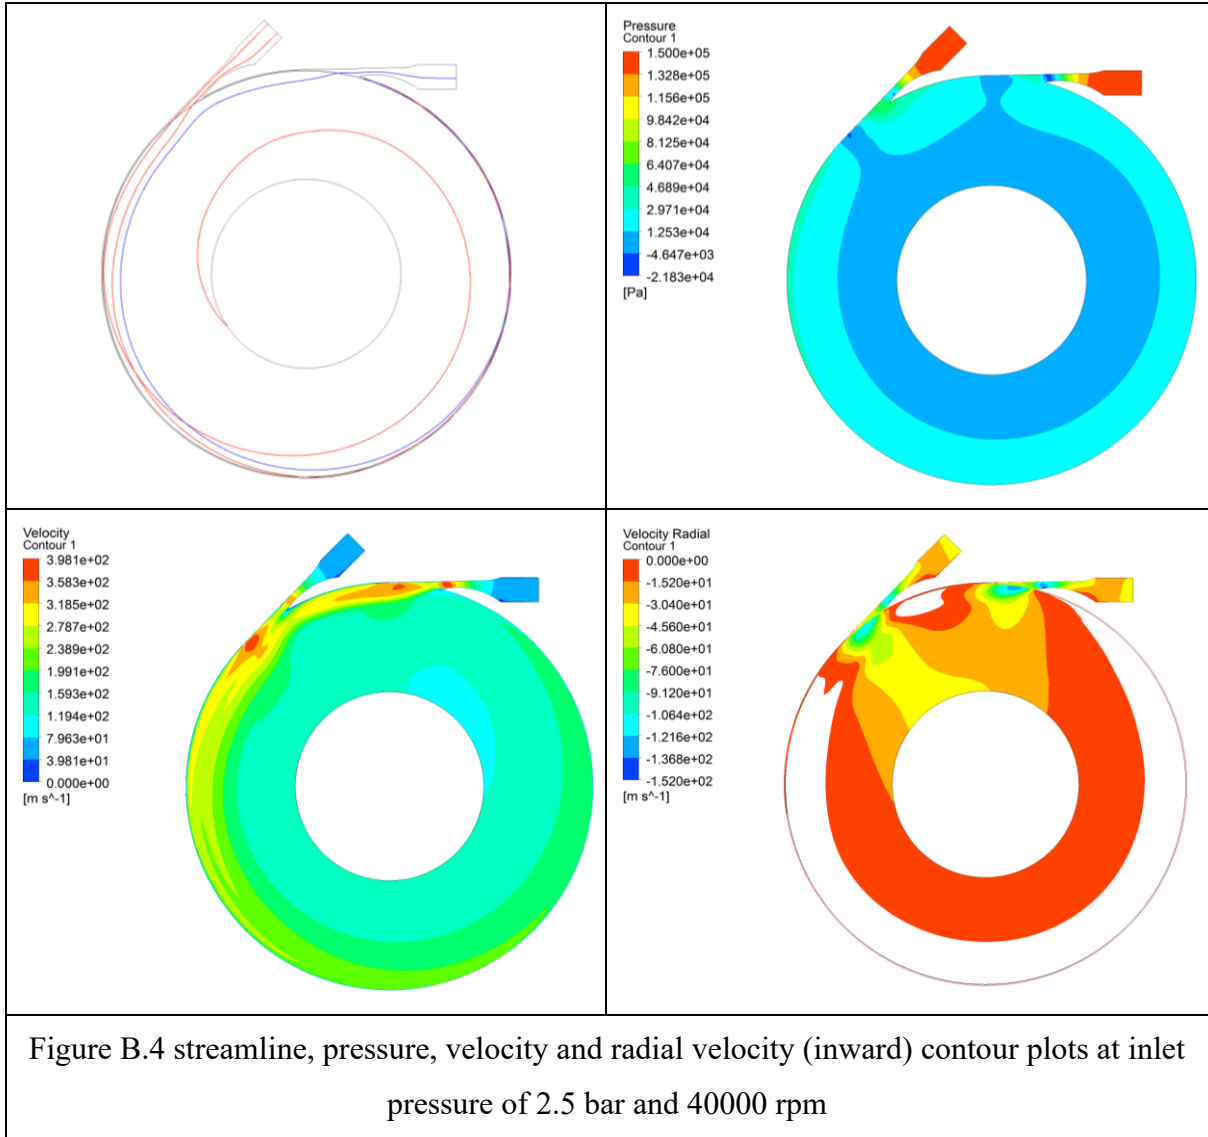 Pressure
Contour 1
1.500e+05
1.328e+05
1.156e+05
9.842e+04
8.125e+04
6.407e+04
4.689e+04
2.971e+04
1.253e+04
-4.647e+03
-2.183e+04
[Pa]
Velocity
Contour 1
3.981e+02
3.583e+02
3.185e+02
2.787e+02
2.389e+02
1.991e+02
1.593e+02
1.194e+02
7.963e+01
3.981e+01
0.000e+00
[m s^-1]
Velocity Radial
Contour 1
0.000e+00
-1.520e+01
-3.040e+01
-4.560e+01
-6.080e+01
-7.600e+01
-9.120e+01
-1.064e+02
-1.216e+02
-1.368e+02
-1.520e+02
[m s^-1]
Figure B.4 streamline, pressure, velocity and radial velocity (inward) contour plots at inlet
pressure of 2.5 bar and 40000 rpm